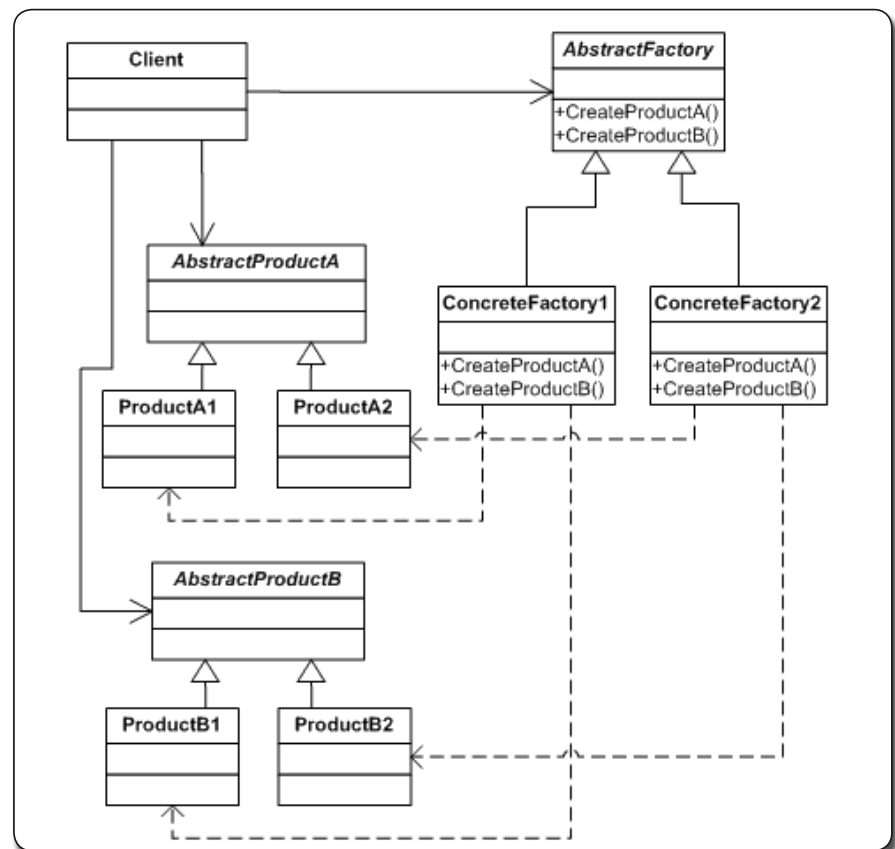 Client
AbstractFactory
+CreateProductA()
+CreateProductB()
AbstractProductA
ConcreteFactory1
+CreateProductA()
+CreateProductB()
ConcreteFactory2
+CreateProductA()
+CreateProductB()
ProductA1
ProductA2
AbstractProductB
ProductB1
ProductB2